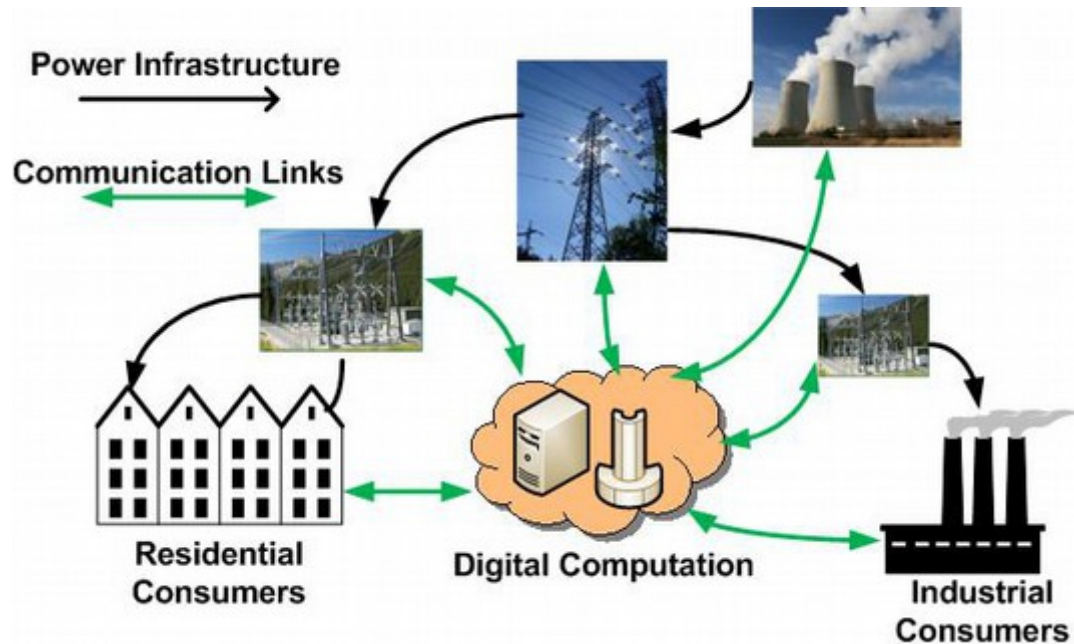 Power Infrastructure
Communication Links
Residential
Consumers
Digital Computation
Industrial
Consumers